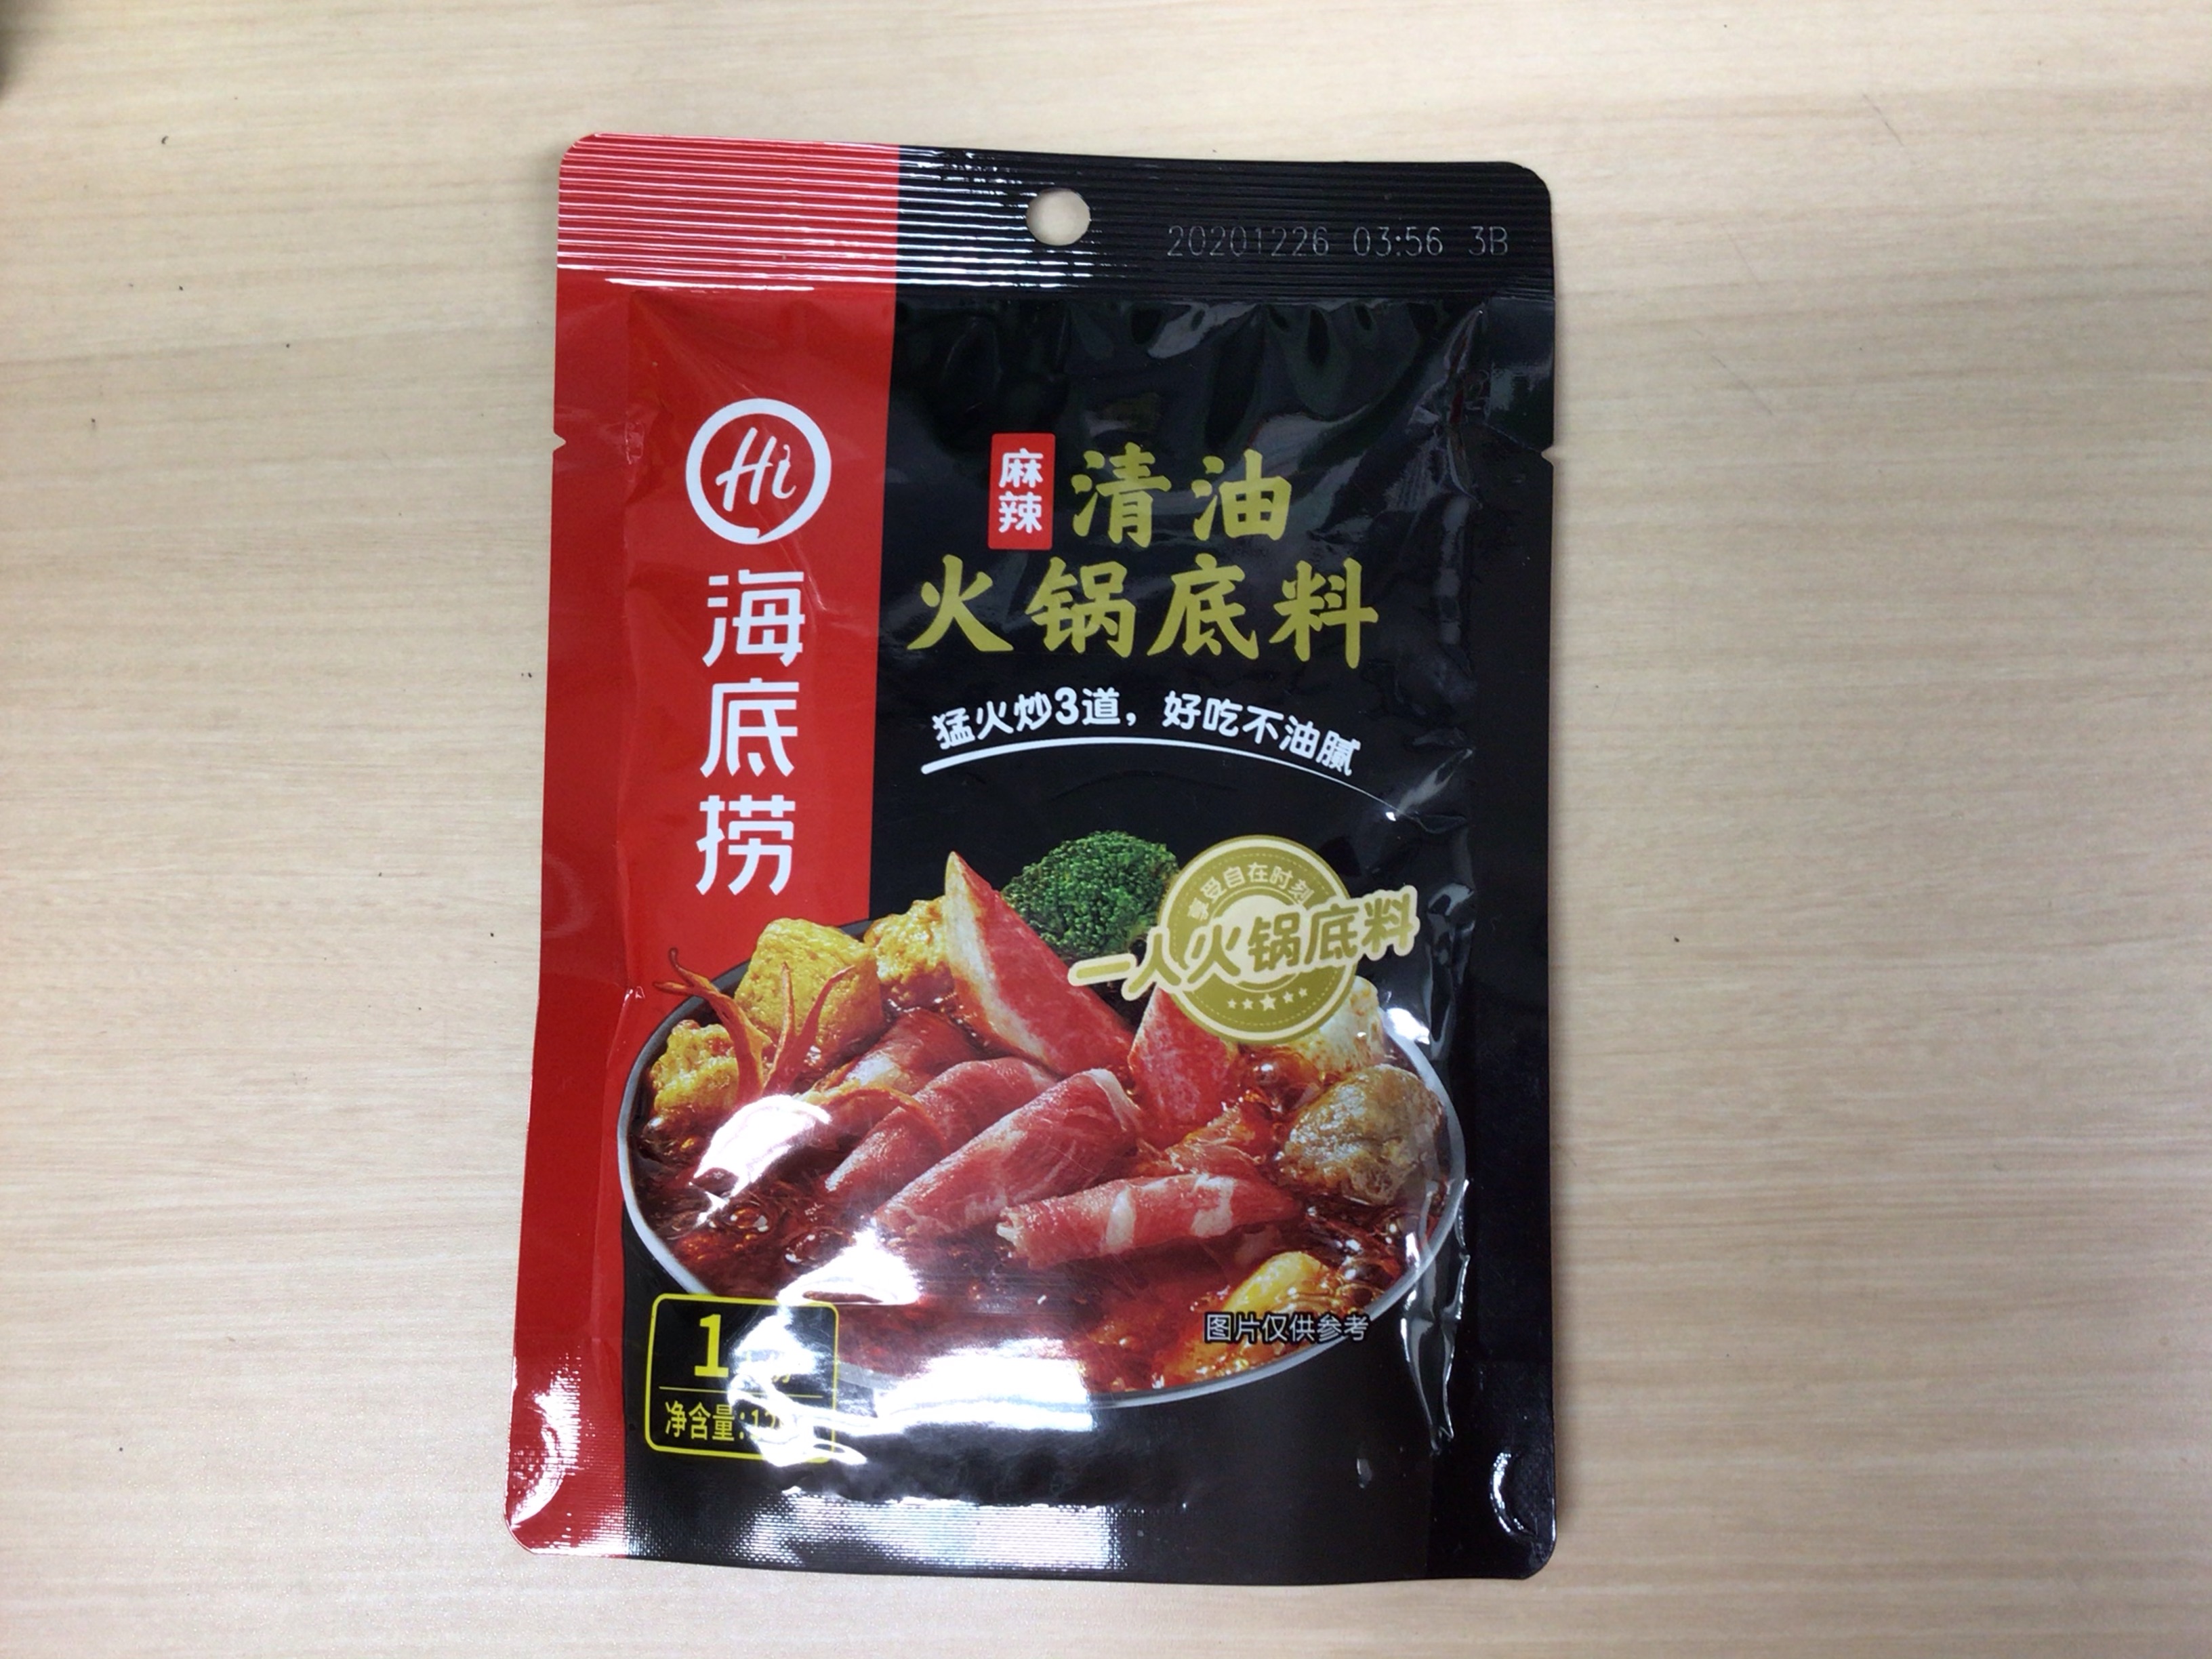 20201226 03:56 3B
Hi
海底捞
麻辣
清油
火锅底料
猛火炒3道，好吃不油腻
享受自在时刻
一人火锅底料
图片仅供参考
1
净含量: